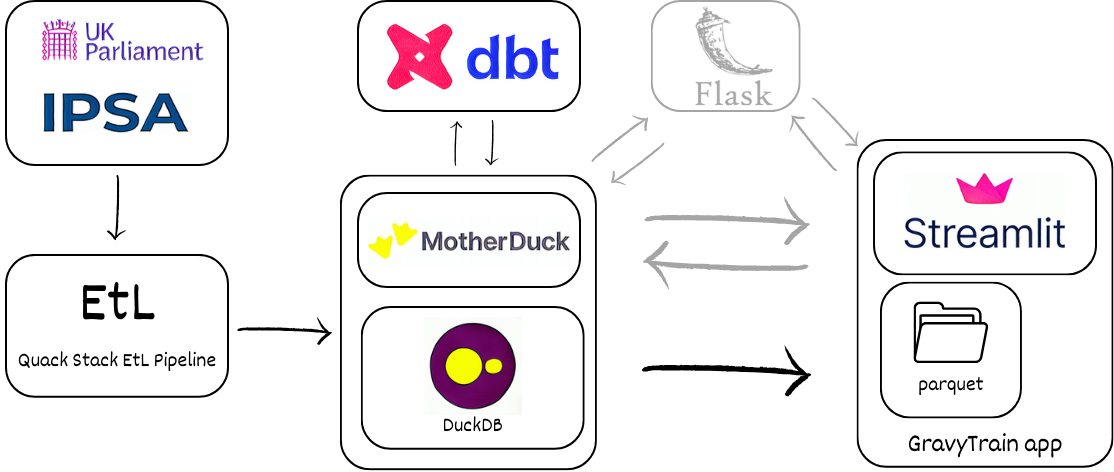 UK
Parliament
IPSA
dbt
Flask
MotherDuck
Streamlit
EtL
Quack Stack EtL Pipeline
DuckDB
parquet
GravyTrain app